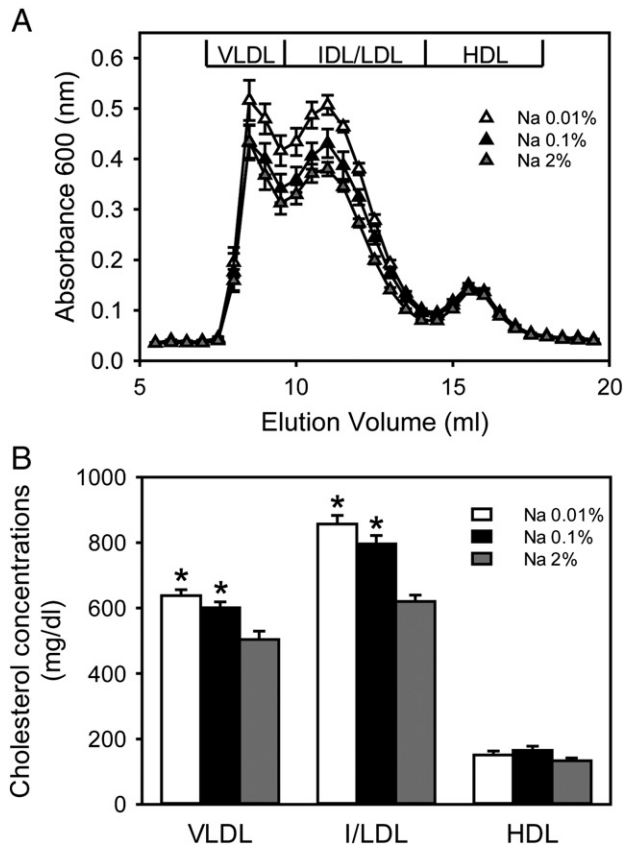 A
VLDL IDL/LDL HDL
0.6
0.5
0.4
0.3
0.2
0.1
0.0
Absorbance 600 (nm)
Na 0.01%
Na 0.1%
Na 2%
5 10 15 20
Elution Volume (ml)
B
1000
800
600
400
200
0
Cholesterol concentrations
(mg/dl)
* * * *
Na 0.01%
Na 0.1%
Na 2%
VLDL I/LDL HDL